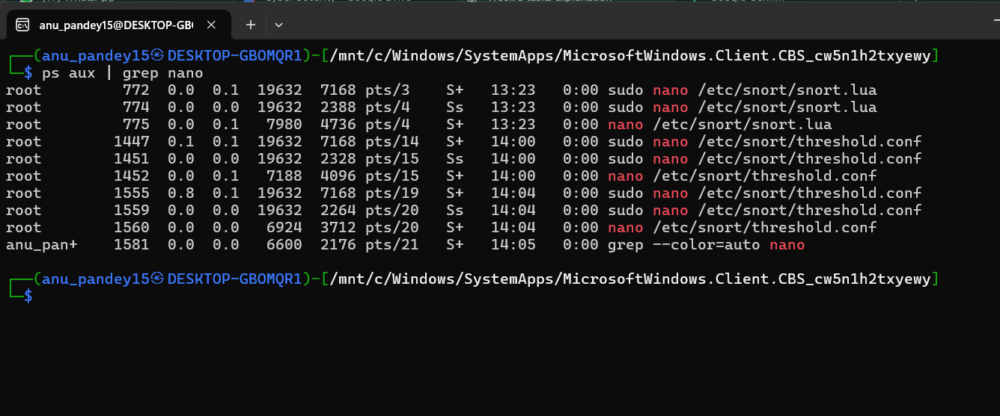 anu_pandey15@DESKTOP-GB
┌──(anu_pandey15㉿DESKTOP-GBOMQR1)-[/mnt/c/Windows/SystemApps/MicrosoftWindows.Client.CBS_cw5n1h2txyewy]
└─$ ps aux | grep nano
root         772  0.0  0.1  19632  7168 pts/3    S+   13:23   0:00 sudo nano /etc/snort/snort.lua
root         774  0.0  0.0  19632  2388 pts/4    Ss   13:23   0:00 sudo nano /etc/snort/snort.lua
root         775  0.0  0.1   7980  4736 pts/4    S+   13:23   0:00 nano /etc/snort/snort.lua
root        1447  0.1  0.1  19632  7168 pts/14   S+   14:00   0:00 sudo nano /etc/snort/threshold.conf
root        1451  0.0  0.0  19632  2328 pts/15   Ss   14:00   0:00 sudo nano /etc/snort/threshold.conf
root        1452  0.0  0.1   7188  4096 pts/15   S+   14:00   0:00 nano /etc/snort/threshold.conf
root        1555  0.8  0.1  19632  7168 pts/19   S+   14:04   0:00 sudo nano /etc/snort/threshold.conf
root        1559  0.0  0.0  19632  2264 pts/20   Ss   14:04   0:00 sudo nano /etc/snort/threshold.conf
root        1560  0.0  0.0   6924  3712 pts/20   S+   14:04   0:00 nano /etc/snort/threshold.conf
anu_pan+    1581  0.0  0.0   6600  2176 pts/21   S+   14:05   0:00 grep --color=auto nano
┌──(anu_pandey15㉿DESKTOP-GBOMQR1)-[/mnt/c/Windows/SystemApps/MicrosoftWindows.Client.CBS_cw5n1h2txyewy]
└─$